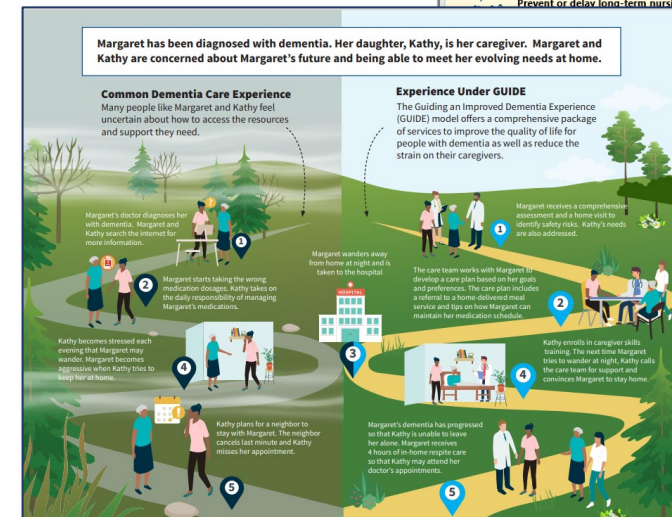 Prevent or delay long-term nurs
Margaret has been diagnosed with dementia. Her daughter, Kathy, is her caregiver. Margaret and
Kathy are concerned about Margaret's future and being able to meet her evolving needs at home.
Common Dementia Care Experience
Many people like Margaret and Kathy feel
uncertain about how to access the resources
and support they need.
Experience Under GUIDE
The Guiding an Improved Dementia Experience
(GUIDE) model offers a comprehensive package
of services to improve the quality of life for
people with dementia as well as reduce the
strain on their caregivers.
Margaret's doctor diagnoses her
with dementia. Margaret and
Kathy search the internet for
more information.
?
1
Margaret receives a comprehensive
assessment and a home visit to
identify safety risks. Kathy's needs
are also addressed.
1
2
Margaret starts taking the wrong
medication dosages. Kathy takes on
the daily responsibility of managing
Margaret's medications.
Margaret wanders away
from home at night and is
taken to the hospital
HOSPITAL
3
The care team works with Margaret to
develop a care plan based on her goals
and preferences. The care plan includes
a referral to a home-delivered meal
service and tips on how Margaret can
maintain her medication schedule.
2
Kathy becomes stressed each
evening that Margaret may
wander. Margaret becomes
aggressive when Kathy tries to
keep her at home.
4
4
Kathy enrolls in caregiver skills
training. The next time Margaret
tries to wander at night, Kathy calls
the care team for support and
convinces Margaret to stay home.
!
Kathy plans for a neighbor to
stay with Margaret. The neighbor
cancels last minute and Kathy
misses her appointment.
5
Margaret's dementia has progressed
so that Kathy is unable to leave
her alone. Margaret receives
4 hours of in-home respite care
so that Kathy may attend her
doctor's appointments.
5